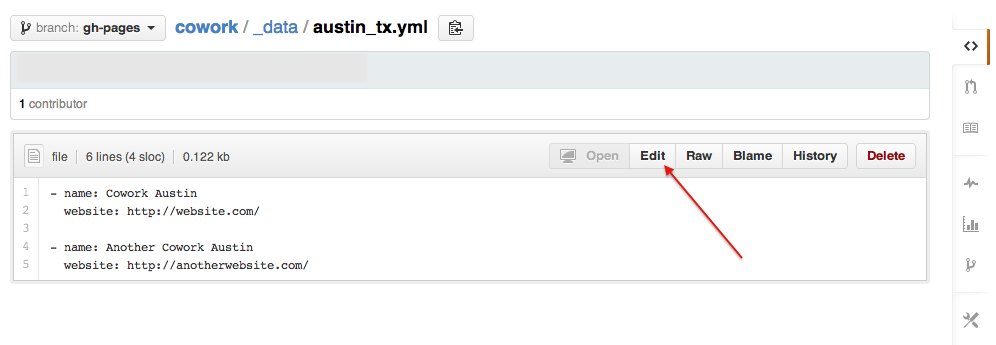 branch: gh-pages cowork / _data / austin_tx.yml
1 contributor
file 6 lines (4 sloc) 0.122 kb Open Edit Raw Blame History Delete
1 - name: Cowork Austin
2 website: http://website.com/
3
4 - name: Another Cowork Austin
5 website: http://anotherwebsite.com/